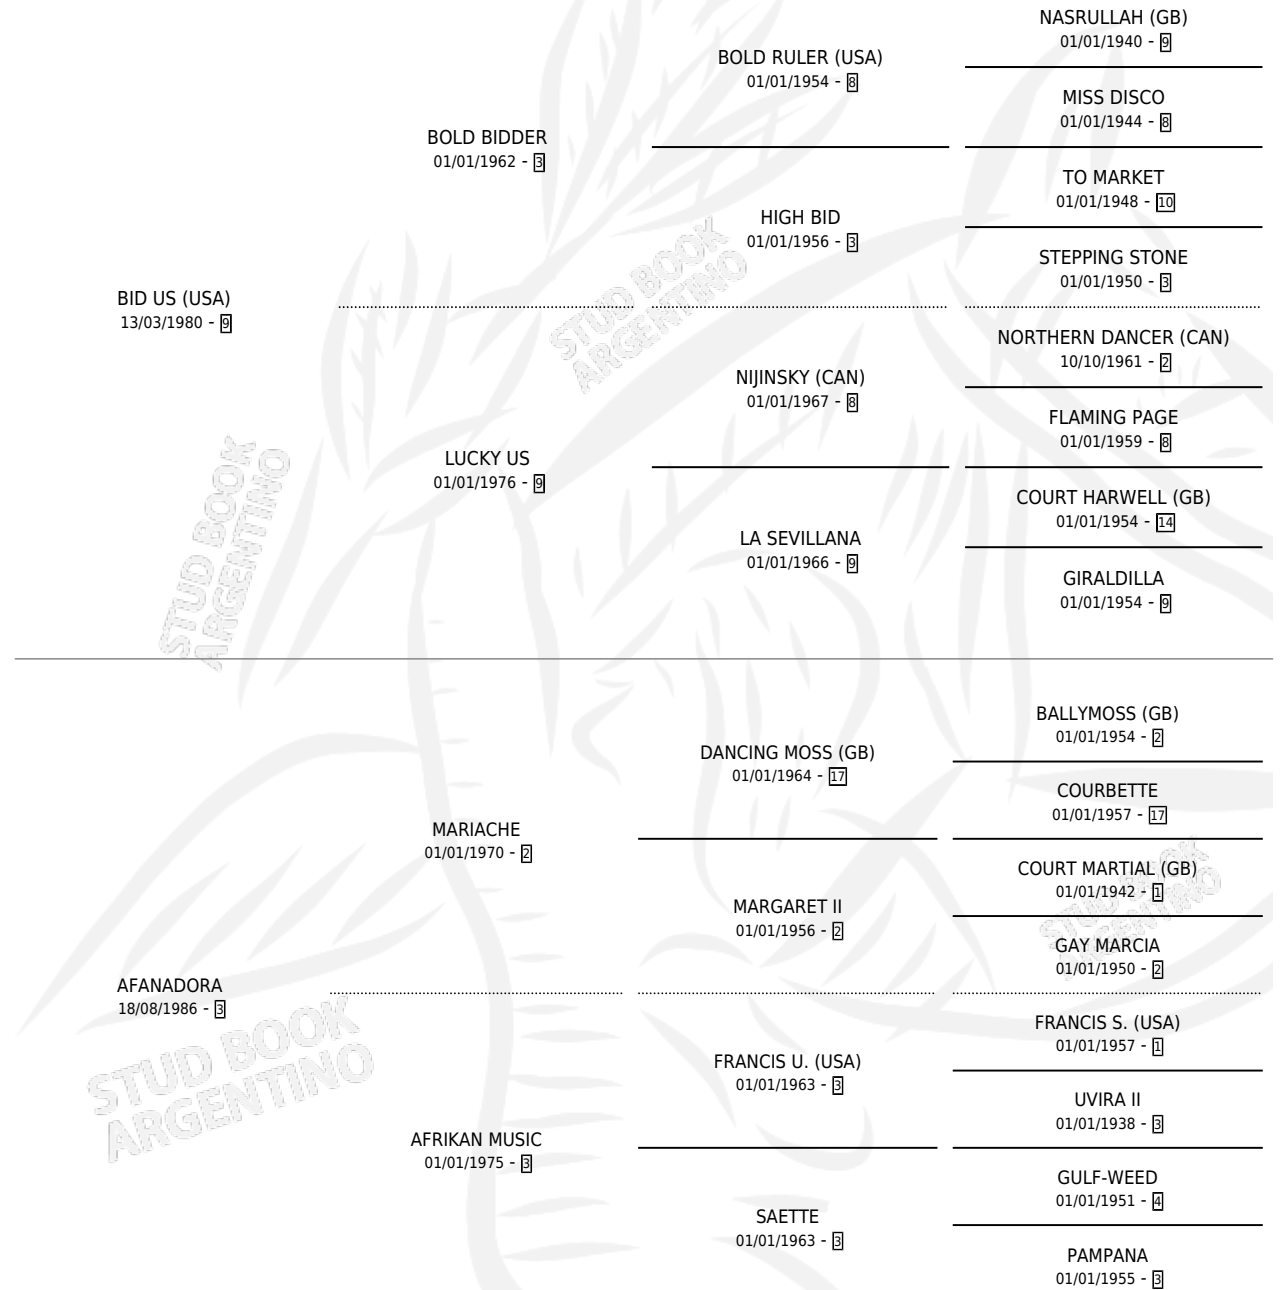 NASRULLAH (GB)
01/01/1940 - 9
BOLD RULER (USA)
01/01/1954 - 8
MISS DISCO
01/01/1944 - 8
BOLD BIDDER
01/01/1962 - 3
TO MARKET
01/01/1948 - 10
HIGH BID
01/01/1956 - 3
STEPPING STONE
01/01/1950 - 3
BID US (USA)
13/03/1980 - 9
NORTHERN DANCER (CAN)
10/10/1961 - 2
NIJINSKY (CAN)
01/01/1967 - 8
FLAMING PAGE
01/01/1959 - 8
LUCKY US
01/01/1976 - 9
COURT HARWELL (GB)
01/01/1954 - 14
LA SEVILLANA
01/01/1966 - 9
GIRALDILLA
01/01/1954 - 9
BALLYMOSS (GB)
01/01/1954 - 2
DANCING MOSS (GB)
01/01/1964 - 17
COURBETTE
01/01/1957 - 17
MARIACHE
01/01/1970 - 2
COURT MARTIAL (GB)
01/01/1942 - 1
MARGARET II
01/01/1956 - 2
GAY MARCIA
01/01/1950 - 2
AFANADORA
18/08/1986 - 3
FRANCIS S. (USA)
01/01/1957 - 1
FRANCIS U. (USA)
01/01/1963 - 3
UVIRA II
01/01/1938 - 3
AFRIKAN MUSIC
01/01/1975 - 3
GULF-WEED
01/01/1951 - 4
SAETTE
01/01/1963 - 3
PAMPANA
01/01/1955 - 3
STUD BOOK
ARGENTINO
STUD BOOK
ARGENTINO
STUD BOOK
ARGENTINO
STUD BOOK
ARGENTINO